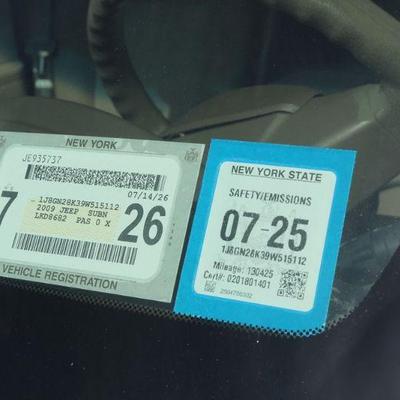 NEW YORK
JE935737
07/14/26
1J8GN28K39W515112
2009 JEEP SUBN
LKD8682 PAS 0 X
7 26
VEHICLE REGISTRATION
NEW YORK STATE
SAFETY/EMISSIONS
07-25
1J8GN28K39W515112
Mileage: 130425
Cert#: 0201801401